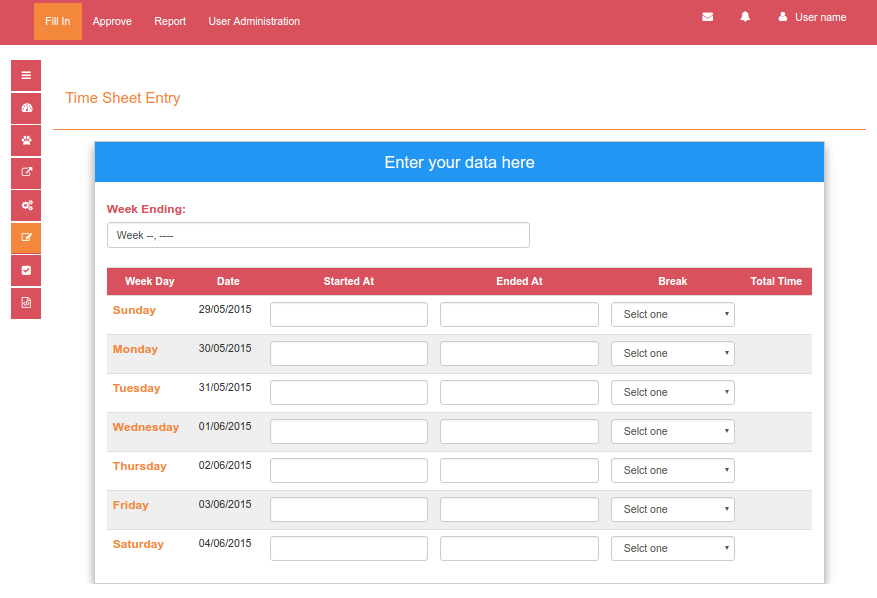 Fill In Approve Report User Administration User name
Time Sheet Entry
Enter your data here
Week Ending:
Week --, ----
Week Day Date Started At Ended At Break Total Time
Sunday 29/05/2015 Selct one
Monday 30/05/2015 Selct one
Tuesday 31/05/2015 Selct one
Wednesday 01/06/2015 Selct one
Thursday 02/06/2015 Selct one
Friday 03/06/2015 Selct one
Saturday 04/06/2015 Selct one